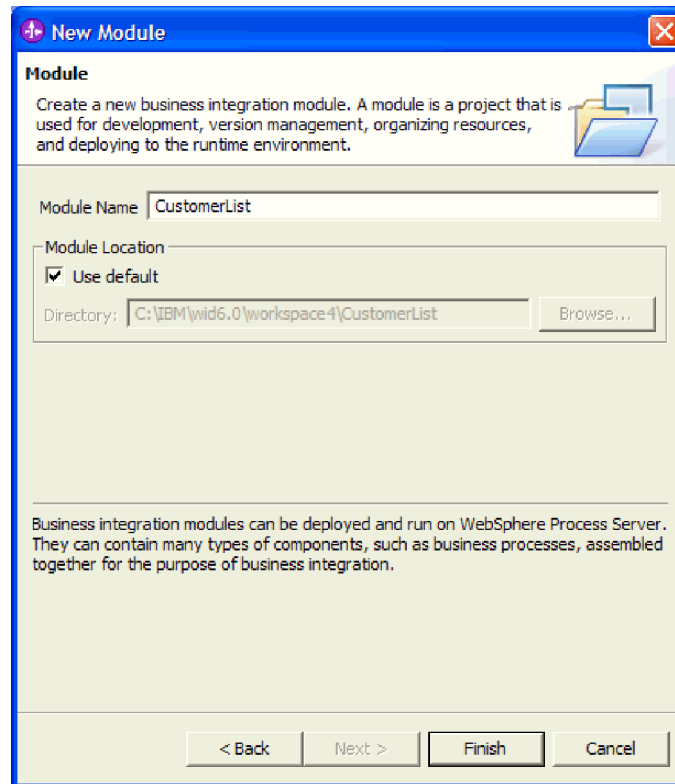 New Module
Module
Create a new business integration module. A module is a project that is
used for development, version management, organizing resources,
and deploying to the runtime environment.
Module Name CustomerList
Module Location
Use default
Directory: C:\IBM\wid6.0\workspace4\CustomerList Browse...
Business integration modules can be deployed and run on WebSphere Process Server.
They can contain many types of components, such as business processes, assembled
together for the purpose of business integration.
< Back Next > Finish Cancel